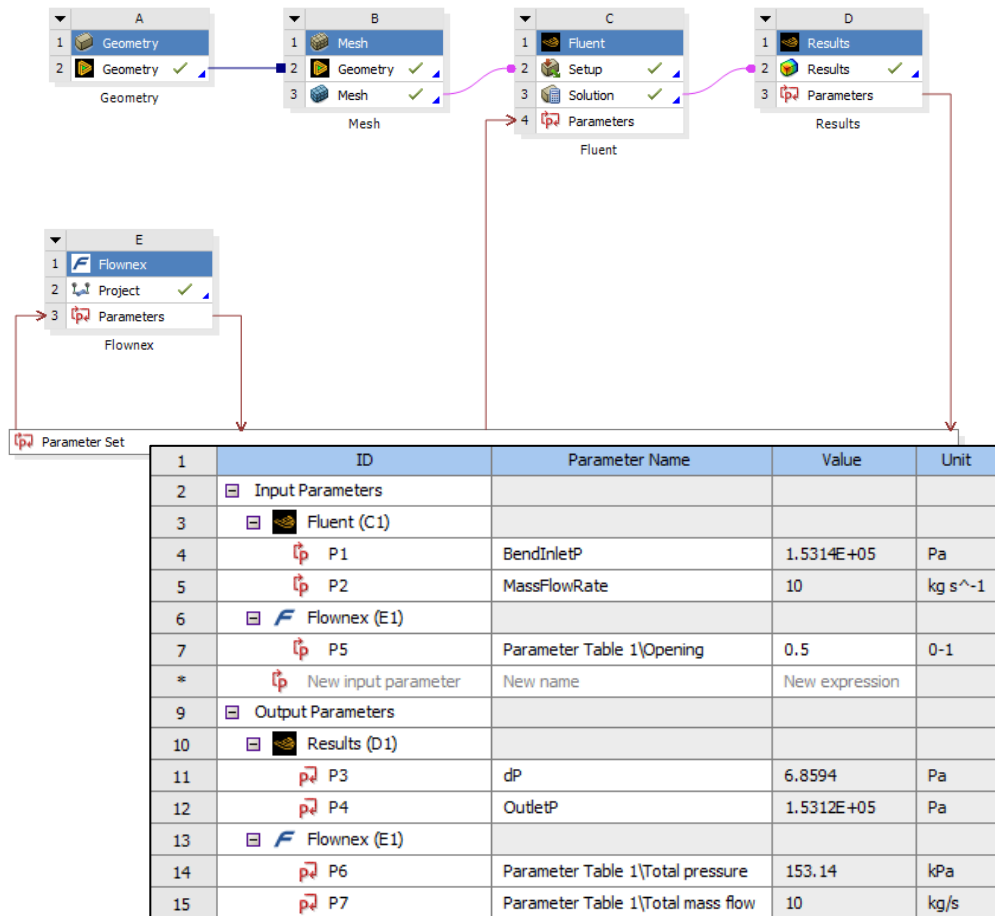 A
1 Geometry
2 Geometry
Geometry
B
1 Mesh
2 Geometry
3 Mesh
Mesh
C
1 Fluent
2 Setup
3 Solution
4 Parameters
Fluent
D
1 Results
2 Results
3 Parameters
Results
E
1 Flownex
2 Project
3 Parameters
Flownex
Parameter Set
1 ID Parameter Name Value Unit
2 Input Parameters
3 Fluent (C1)
4 P1 BendInletP 1.5314E+05 Pa
5 P2 MassFlowRate 10 kg s^-1
6 Flownex (E1)
7 P5 Parameter Table 1\Opening 0.5 0-1
* New input parameter New name New expression
9 Output Parameters
10 Results (D1)
11 P3 dP 6.8594 Pa
12 P4 OutletP 1.5312E+05 Pa
13 Flownex (E1)
14 P6 Parameter Table 1\Total pressure 153.14 kPa
15 P7 Parameter Table 1\Total mass flow 10 kg/s